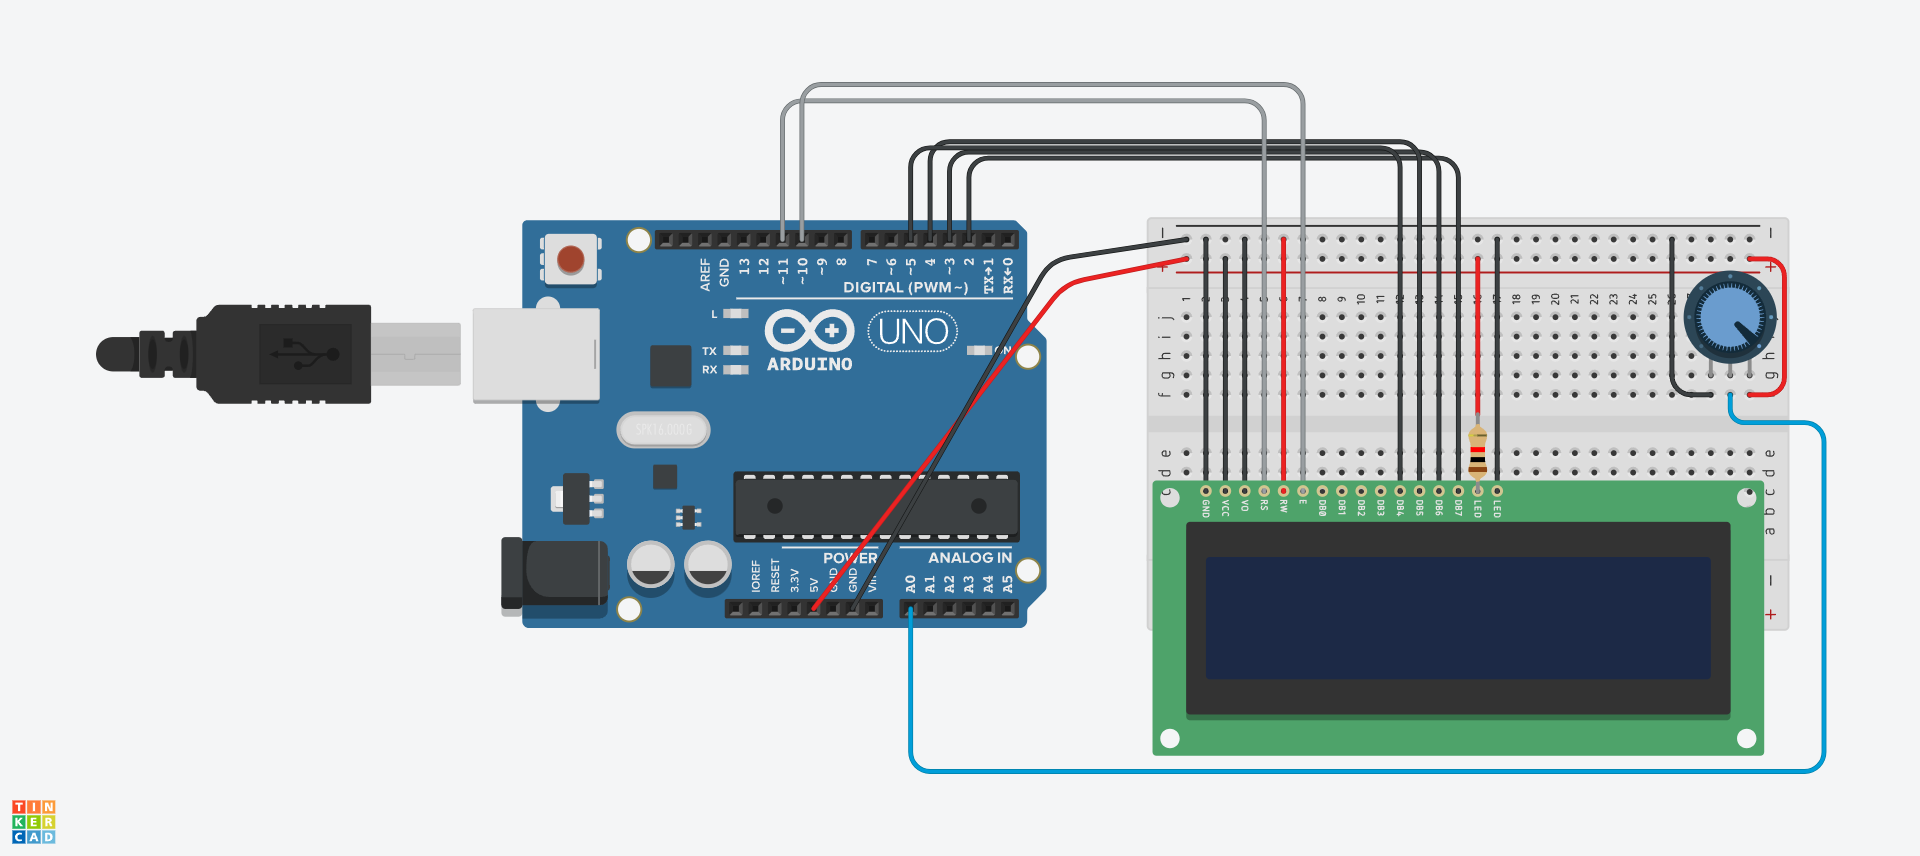 AREF
GND
13
12
~11
~10
~9
8
7
~6
~5
4
~3
2
TX→1
RX←0
DIGITAL (PWM~)
L
TX
RX
ON
UNO
ARDUINO
SPK16.000G
POWER
ANALOG IN
IOREF
RESET
3.3V
5V
GND
GND
Vin
A0
A1
A2
A3
A4
A5
− −
+ +
1 8 9 10 11 18 19 20 21 22 23 24 25
j
i
h h
g g
f
e e
d d
c c
b
a
GND VCC VO RS RW E DB0 DB1 DB2 DB3 DB4 DB5 DB6 DB7 LED LED
−
+
TIN
KER
CAD